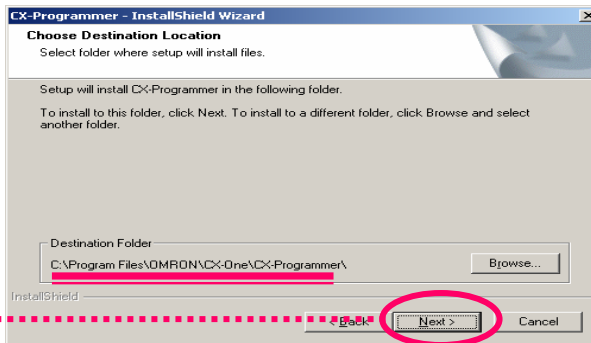 CX-Programmer - InstallShield Wizard
Choose Destination Location
Select folder where setup will install files.
Setup will install CX-Programmer in the following folder.
To install to this folder, click Next. To install to a different folder, click Browse and select
another folder.
Destination Folder
C:\Program Files\OMRON\CX-One\CX-Programmer\
Browse...
InstallShield
< Back
Next >
Cancel